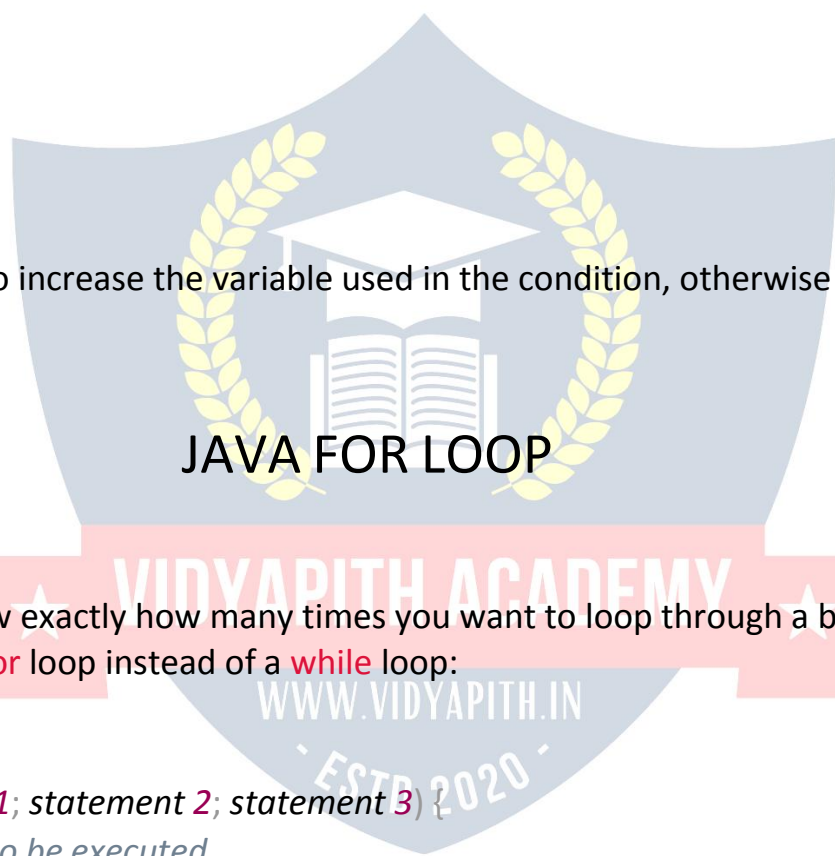 o increase the variable used in the condition, otherwise
JAVA FOR LOOP
VIDYAPITH ACADEMY
w exactly how many times you want to loop through a b
or loop instead of a while loop:
WWW.VIDYAPITH.IN
1; statement 2; statement 3) {
- ESTD 2020 -
o be executed